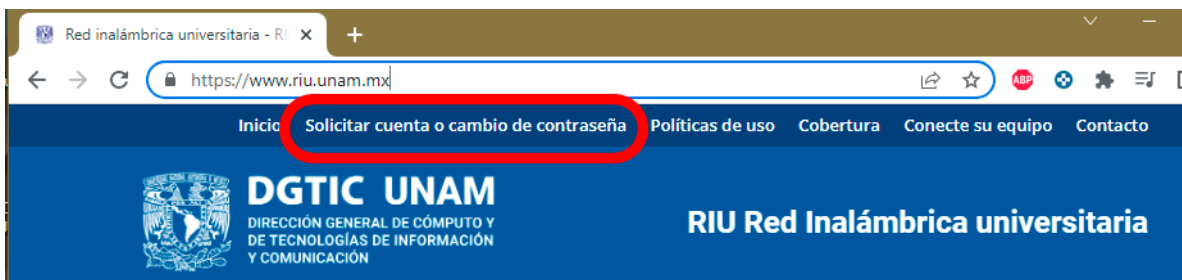 Red inalámbrica universitaria - RI
https://www.riu.unam.mx
ABP
Inicio Solicitar cuenta o cambio de contraseña Políticas de uso Cobertura Conecte su equipo Contacto
DGTIC UNAM
DIRECCIÓN GENERAL DE CÓMPUTO Y
DE TECNOLOGÍAS DE INFORMACIÓN
Y COMUNICACIÓN
RIU Red Inalámbrica universitaria